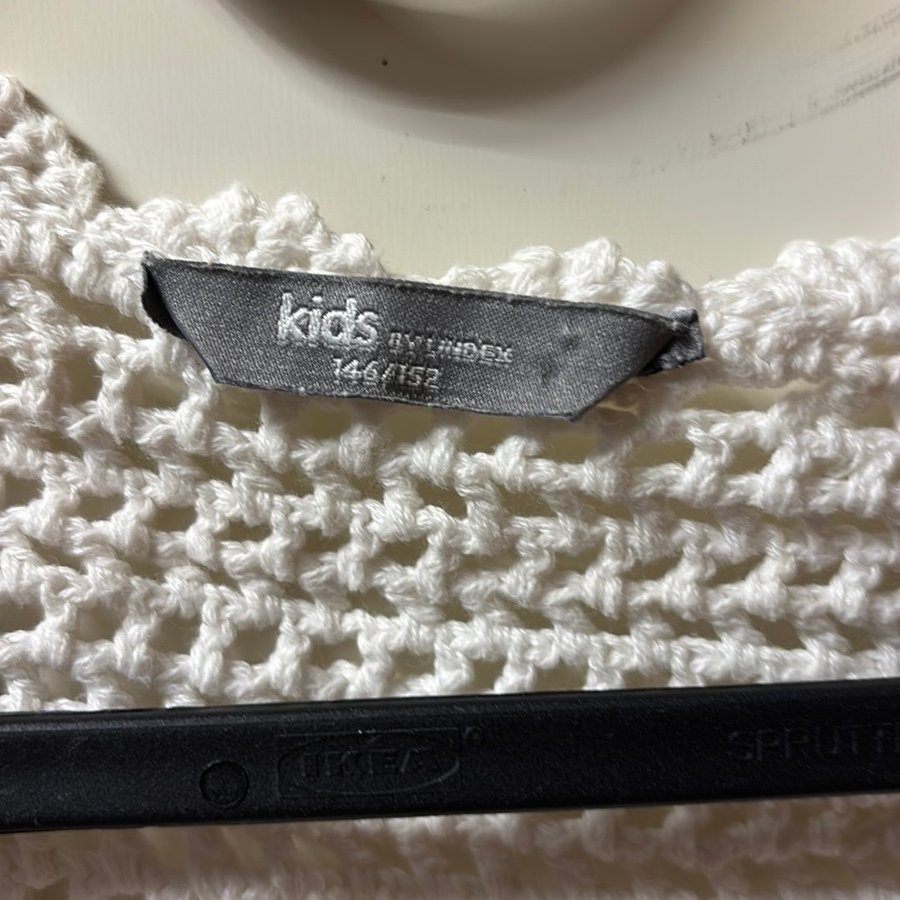 kids BY LINDEX
146/152
IKEA
SPRUTT